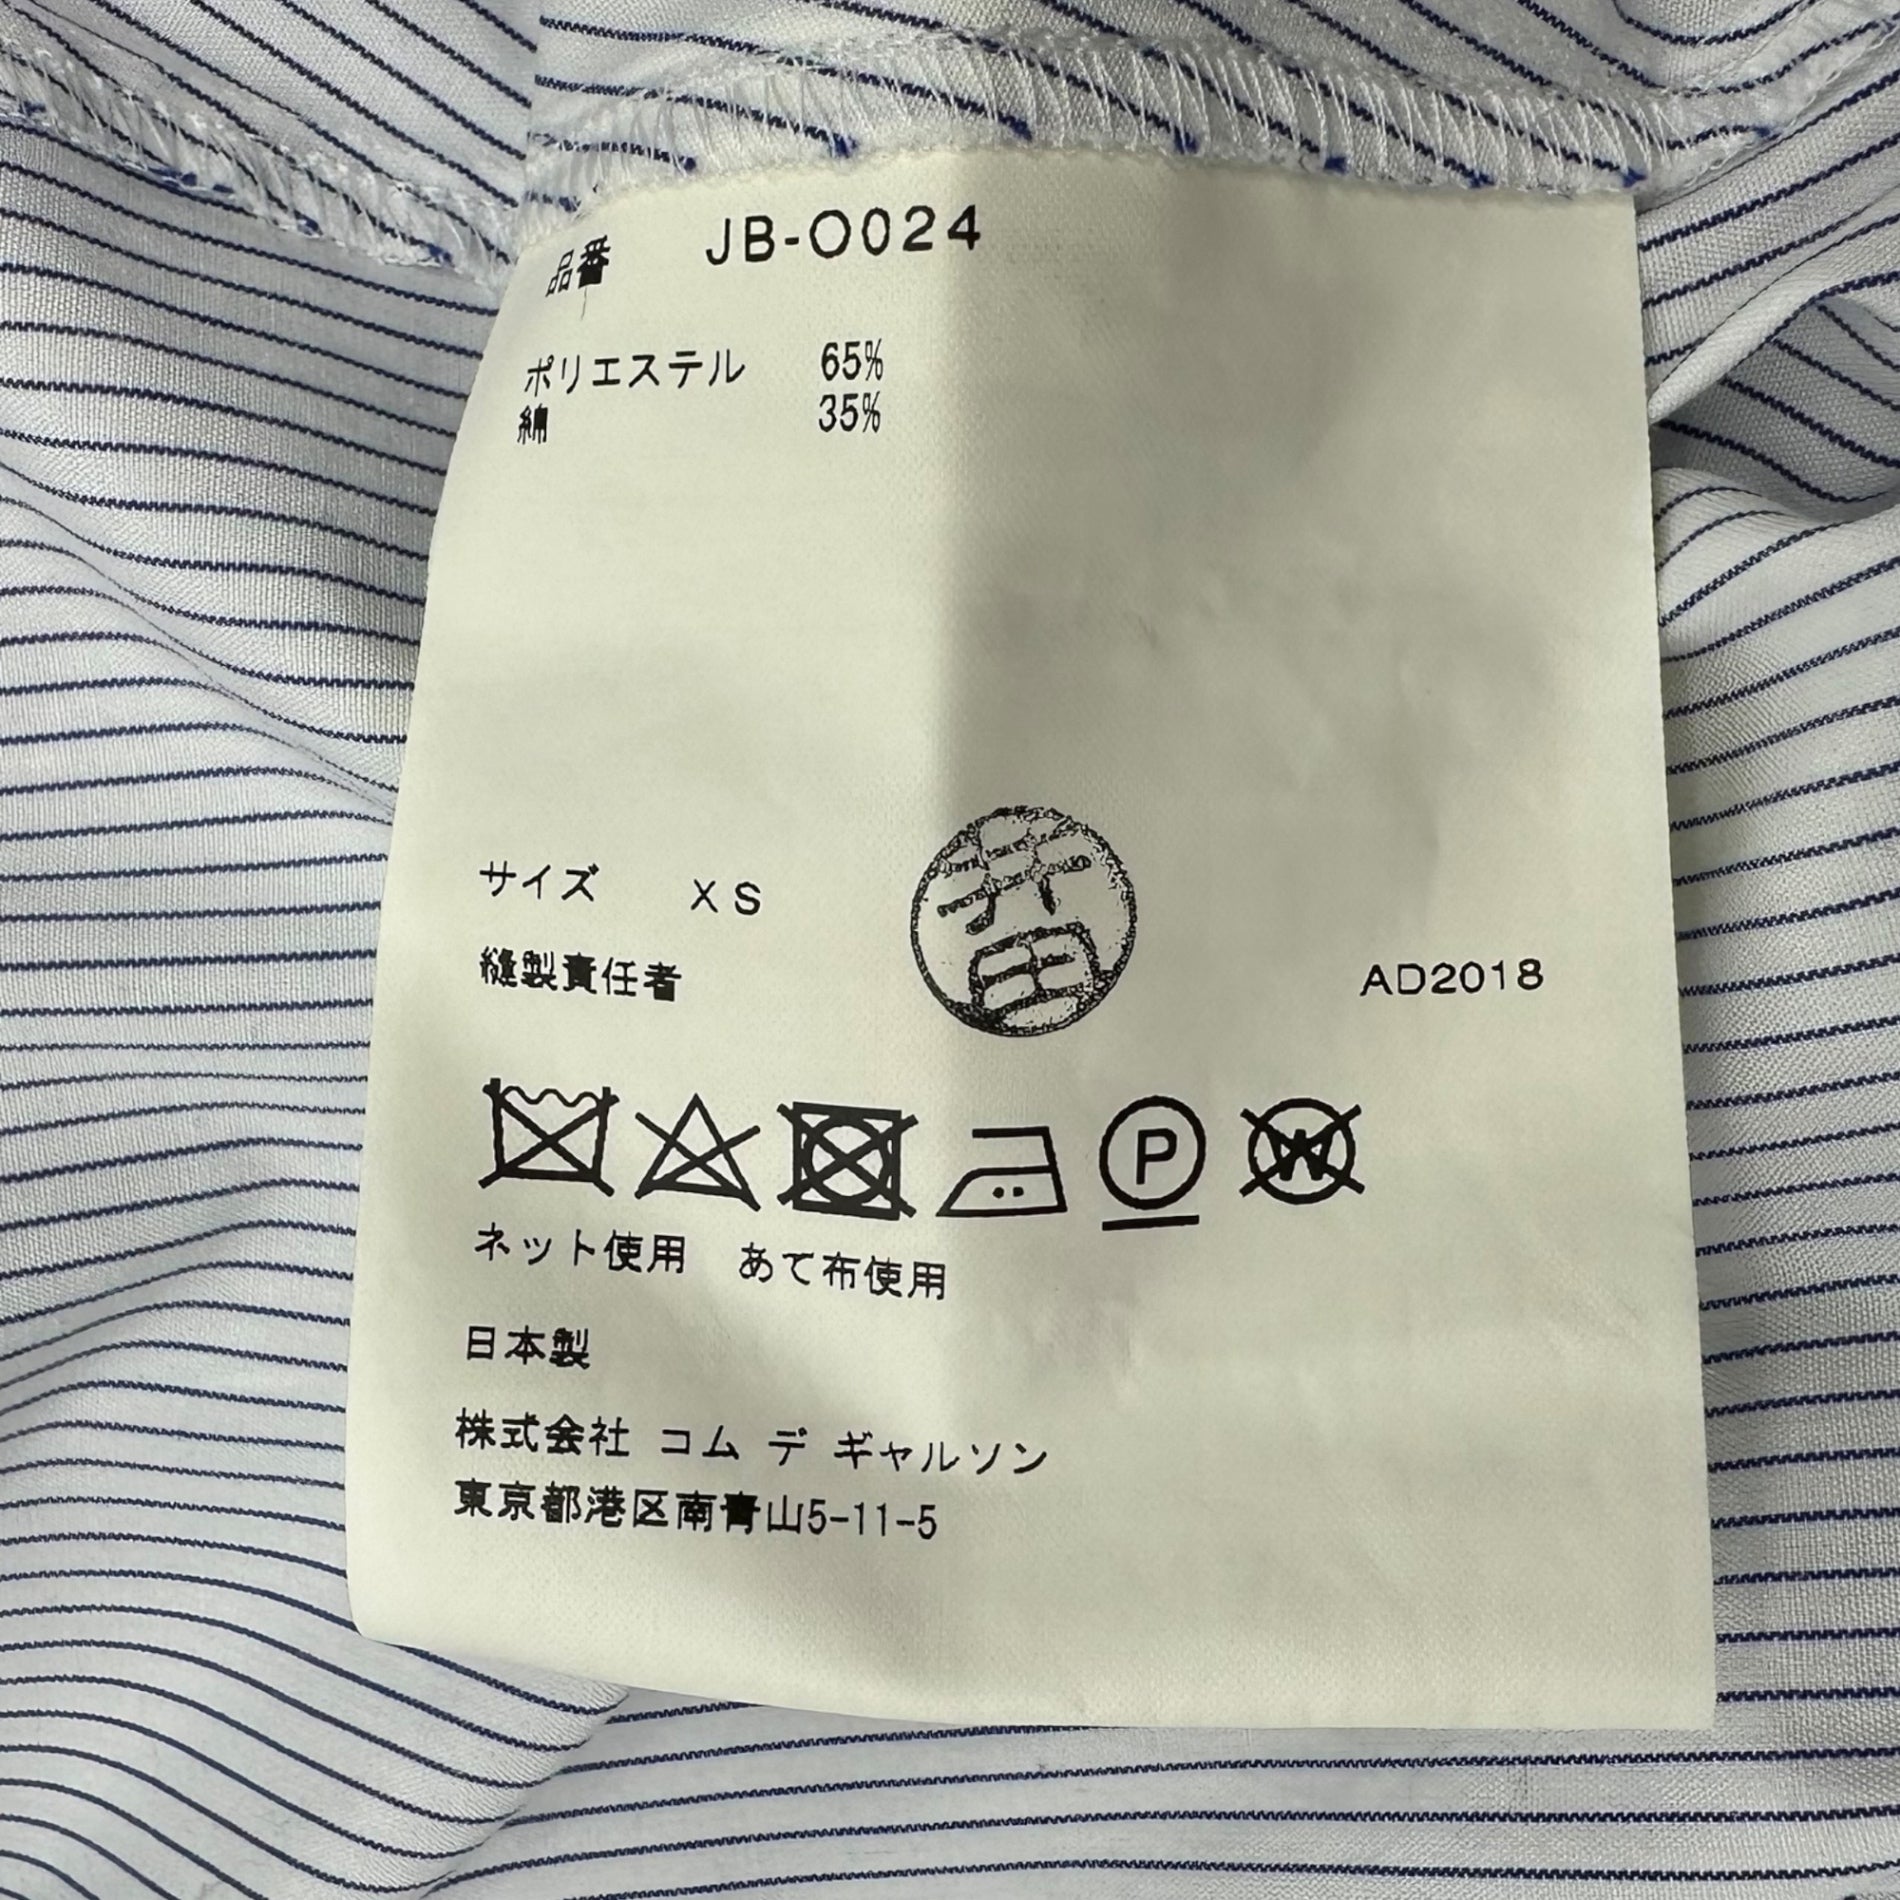 品番 JB-O024
ポリエステル 65%
綿 35%
サイズ XS
縫製責任者 AD2018
P W
ネット使用 あて布使用
日本製
株式会社 コム デ ギャルソン
東京都港区南青山5-11-5